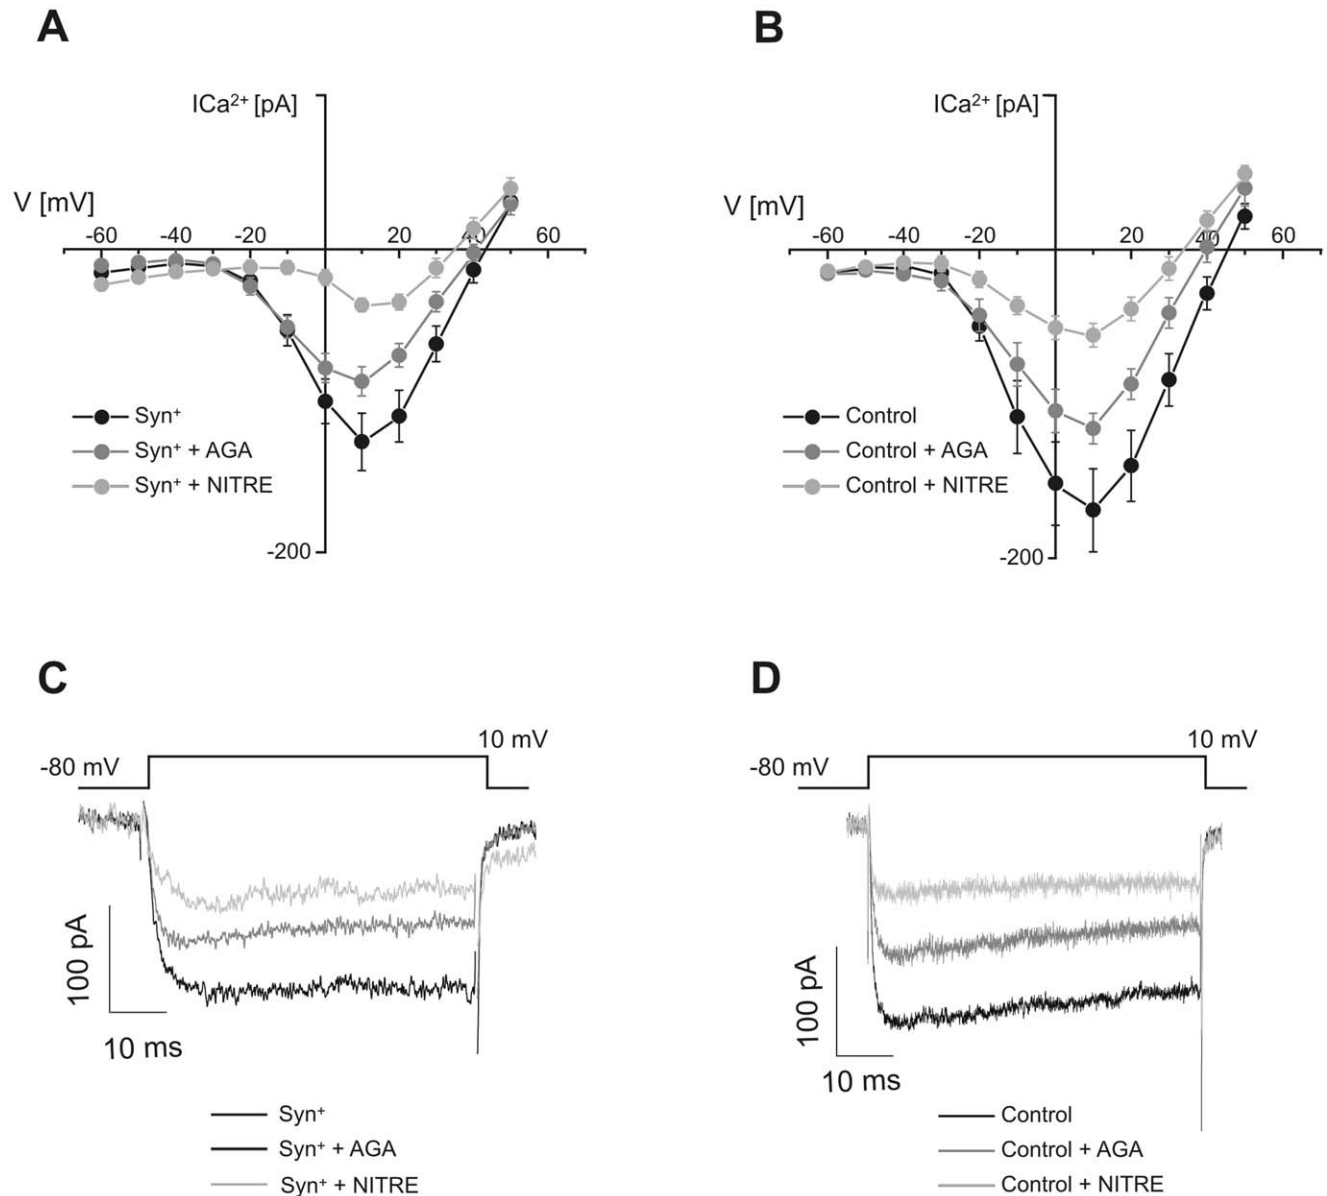 A
B
ICa²⁺ [pA]
ICa²⁺ [pA]
V [mV]
V [mV]
-60 -40 -20 20 40 60
-60 -40 -20 20 40 60
Syn⁺
Syn⁺ + AGA
Syn⁺ + NITRE
Control
Control + AGA
Control + NITRE
-200
-200
C
D
-80 mV
10 mV
-80 mV
10 mV
100 pA
10 ms
100 pA
10 ms
Syn⁺
Syn⁺ + AGA
Syn⁺ + NITRE
Control
Control + AGA
Control + NITRE